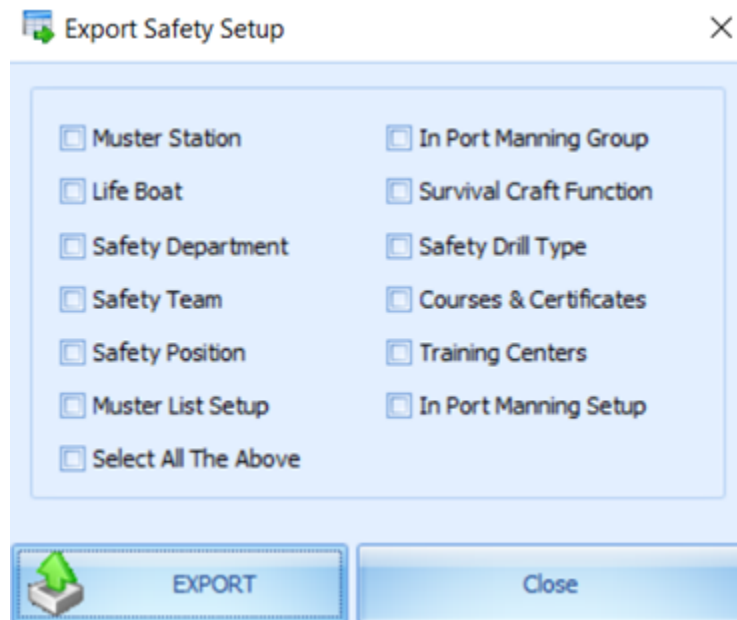 Export Safety Setup
Muster Station
In Port Manning Group
Life Boat
Survival Craft Function
Safety Department
Safety Drill Type
Safety Team
Courses & Certificates
Safety Position
Training Centers
Muster List Setup
In Port Manning Setup
Select All The Above
EXPORT
Close